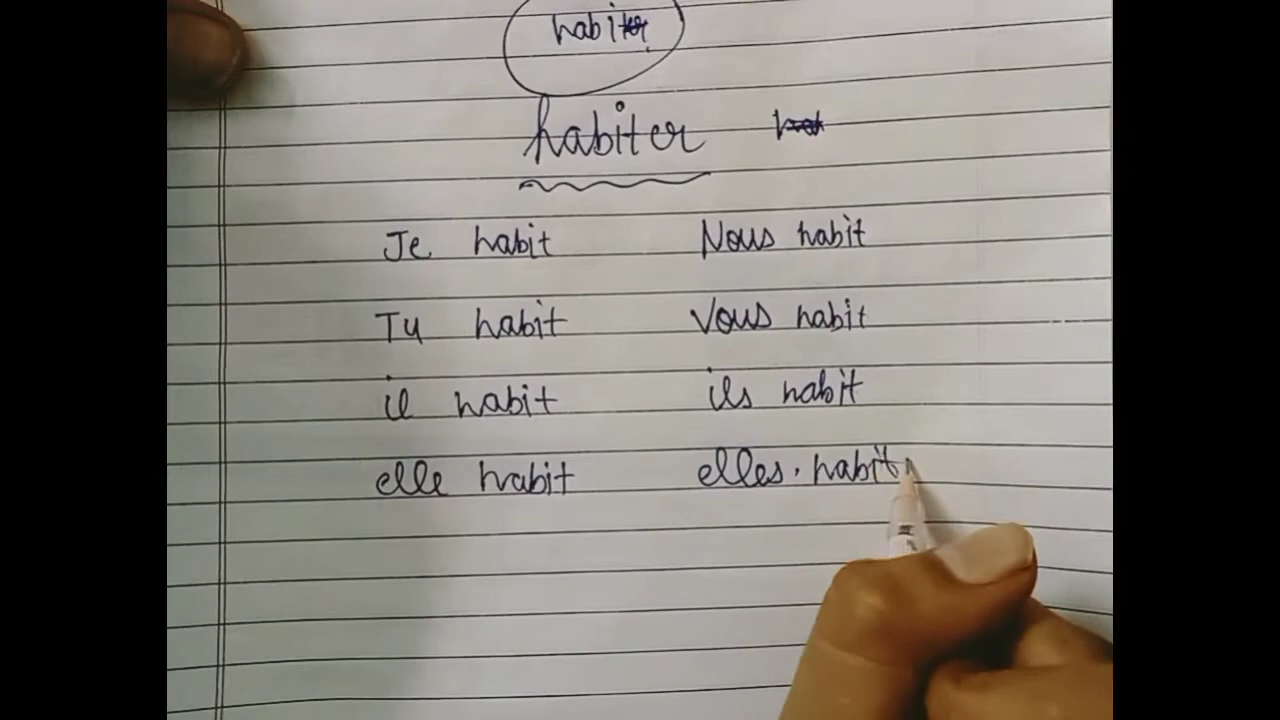 habiter
habiter
Je habit Nous habit
Tu habit Vous habit
il habit ils habit
elle habit elles. habit